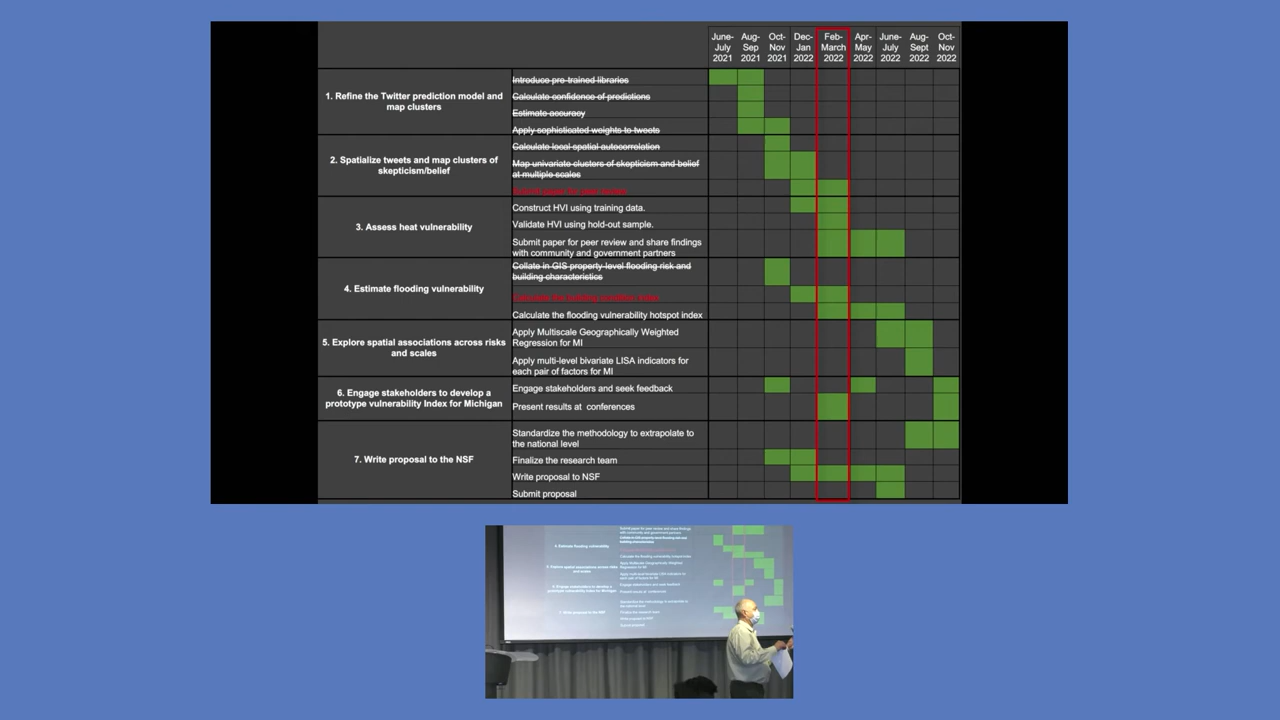 June-
July
2021
Aug-
Sep
2021
Oct-
Nov
2021
Dec-
Jan
2022
Feb-
March
2022
Apr-
May
2022
June-
July
2022
Aug-
Sept
2022
Oct-
Nov
2022
1. Refine the Twitter prediction model and
map clusters
Introduce pre-trained libraries
Calculate confidence of predictions
Estimate accuracy
Apply sophisticated weights to tweets
2. Spatialize tweets and map clusters of
skepticism/belief
Calculate local spatial autocorrelation
Map univariate clusters of skepticism and belief
at multiple scales
Submit paper for peer review
3. Assess heat vulnerability
Construct HVI using training data.
Validate HVI using hold-out sample.
Submit paper for peer review and share findings
with community and government partners
4. Estimate flooding vulnerability
Collate in GIS property-level flooding risk and
building characteristics
Calculate the building condition index
Calculate the flooding vulnerability hotspot index
5. Explore spatial associations across risks
and scales
Apply Multiscale Geographically Weighted
Regression for MI
Apply multi-level bivariate LISA indicators for
each pair of factors for MI
6. Engage stakeholders to develop a
prototype vulnerability Index for Michigan
Engage stakeholders and seek feedback
Present results at conferences
7. Write proposal to the NSF
Standardize the methodology to extrapolate to
the national level
Finalize the research team
Write proposal to NSF
Submit proposal